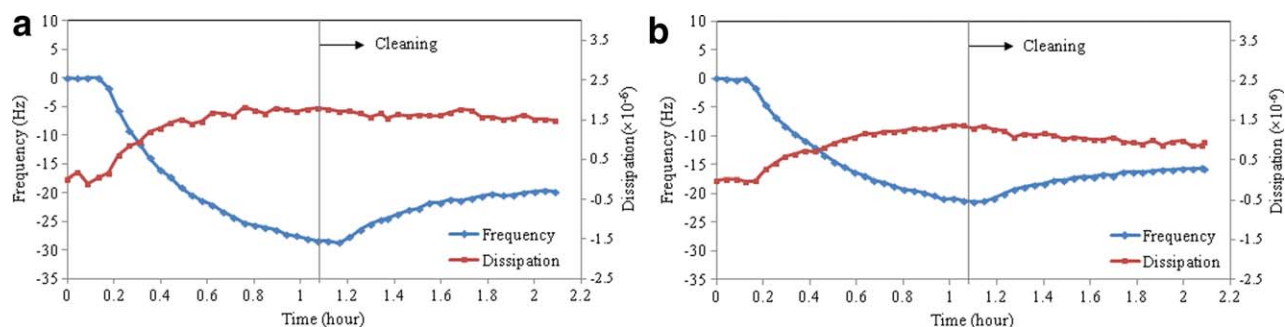 a
10
5
0
-5
-10
-15
-20
-25
-30
-35
Frequency (Hz)
Cleaning
3.5
2.5
1.5
0.5
-0.5
-1.5
-2.5
Dissipation (×10⁻⁶)
Frequency
Dissipation
0 0.2 0.4 0.6 0.8 1 1.2 1.4 1.6 1.8 2 2.2
Time (hour)
b
10
5
0
-5
-10
-15
-20
-25
-30
-35
Frequency (Hz)
Cleaning
3.5
2.5
1.5
0.5
-0.5
-1.5
-2.5
Dissipation (×10⁻⁶)
Frequency
Dissipation
0 0.2 0.4 0.6 0.8 1 1.2 1.4 1.6 1.8 2 2.2
Time (hour)